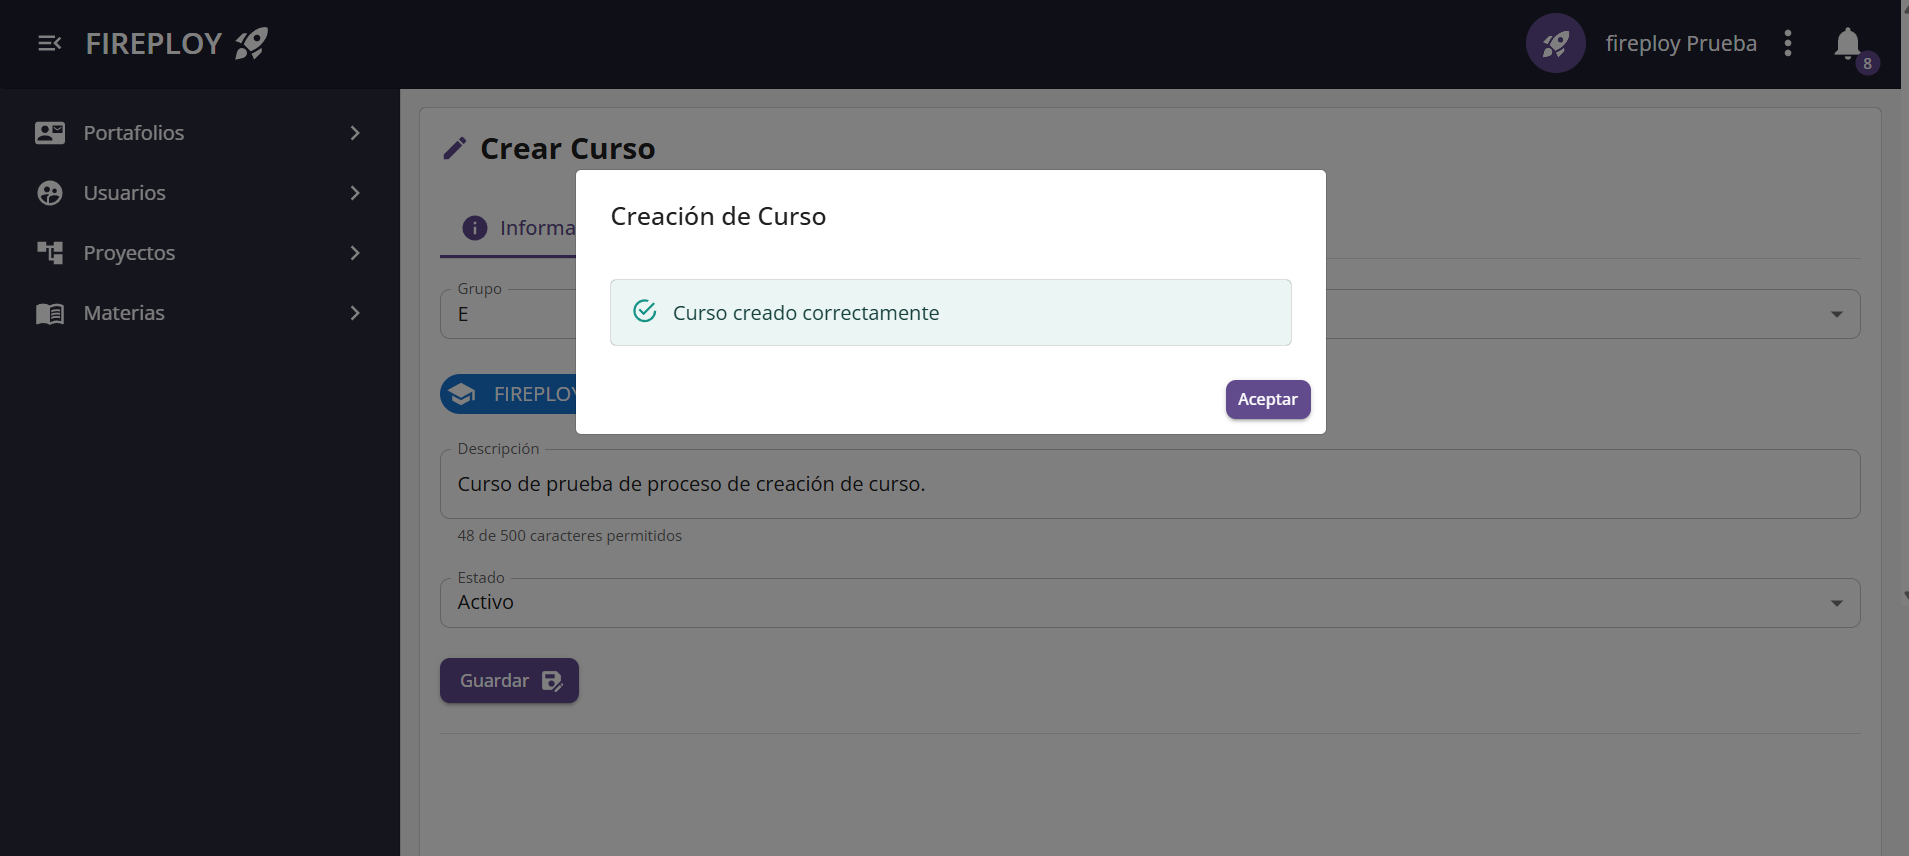 FIREPLOY
fireploy Prueba
8
Portafolios
Usuarios
Proyectos
Materias
Crear Curso
Creación de Curso
Curso creado correctamente
Aceptar
Grupo
E
FIREPLOY
Descripción
Curso de prueba de proceso de creación de curso.
48 de 500 caracteres permitidos
Estado
Activo
Guardar